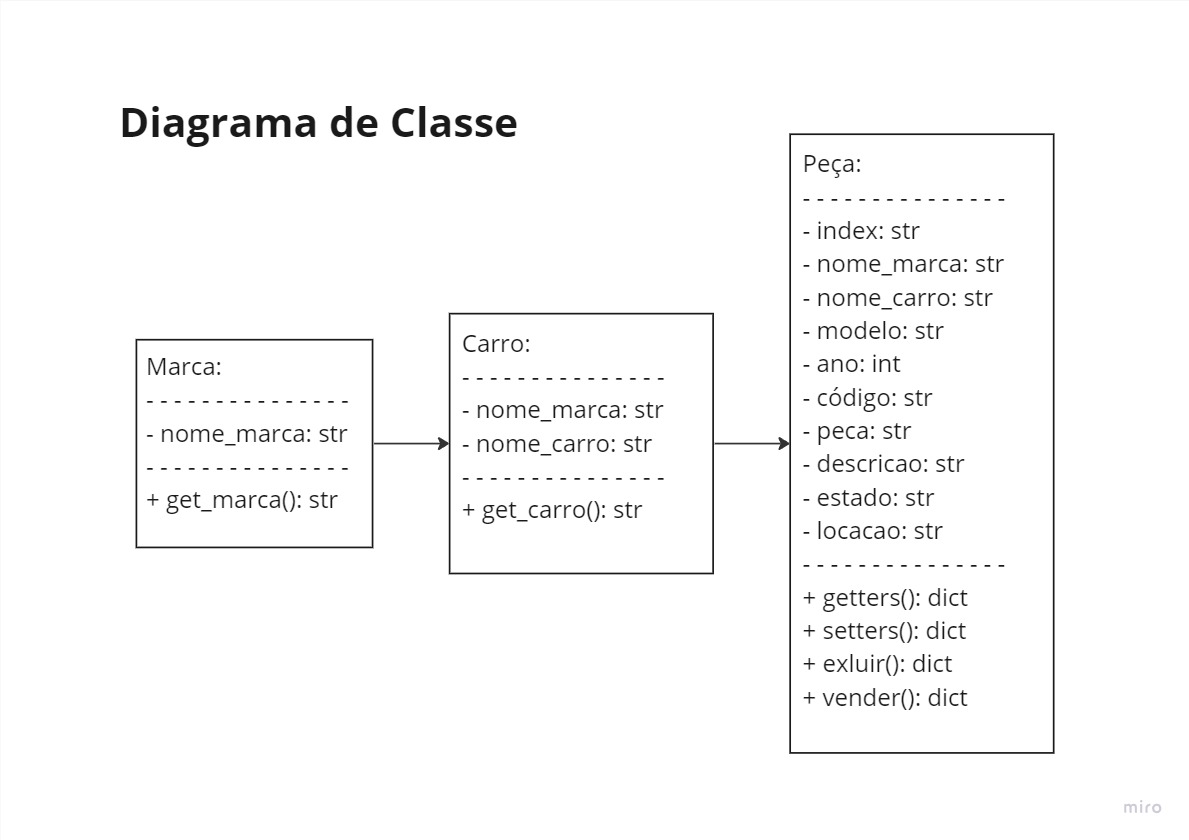 Diagrama de Classe
Marca:
- - - - - - - - - - - - - - -
- nome_marca: str
- - - - - - - - - - - - - - -
+ get_marca(): str
Carro:
- - - - - - - - - - - - - - -
- nome_marca: str
- nome_carro: str
- - - - - - - - - - - - - - -
+ get_carro(): str
Peça:
- - - - - - - - - - - - - - -
- index: str
- nome_marca: str
- nome_carro: str
- modelo: str
- ano: int
- código: str
- peca: str
- descricao: str
- estado: str
- locacao: str
- - - - - - - - - - - - - - -
+ getters(): dict
+ setters(): dict
+ exluir(): dict
+ vender(): dict
miro